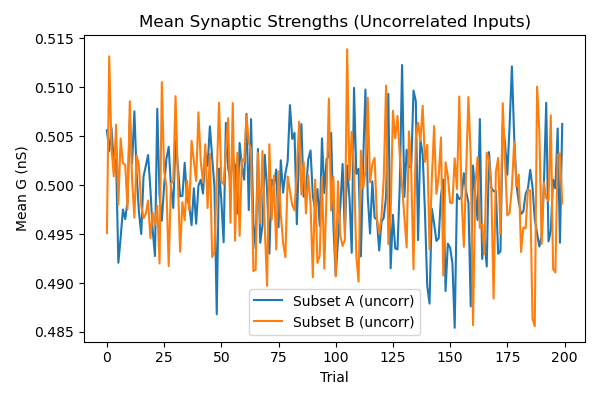 Mean Synaptic Strengths (Uncorrelated Inputs)
Mean G (nS)
0.515
0.510
0.505
0.500
0.495
0.490
0.485
Subset A (uncorr)
Subset B (uncorr)
0 25 50 75 100 125 150 175 200
Trial